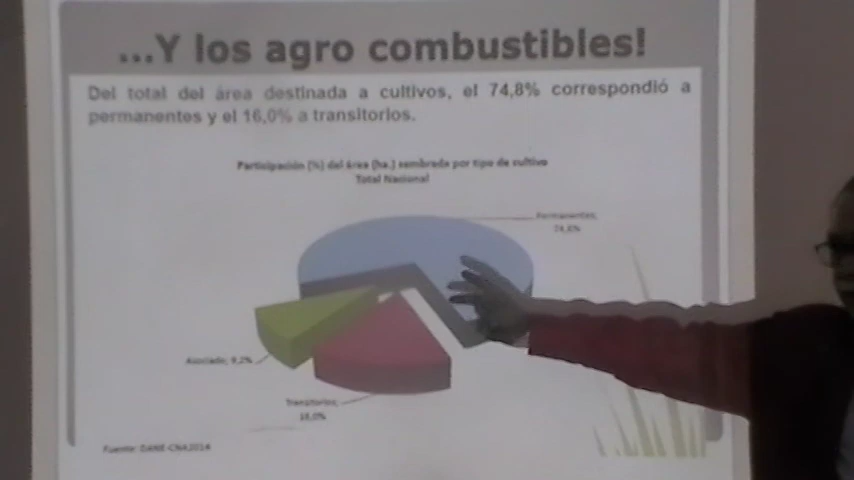 ...Y los agro combustibles!
Del total del área destinada a cultivos, el 74,8% correspondió a
permanentes y el 16,0% a transitorios.
Participación (%) del área (ha.) sembrada por tipo de cultivo
Total Nacional
Permanentes;
74,8%
Asociado; 9,2%
Transitorios;
16,0%
Fuente: DANE-CNA2014